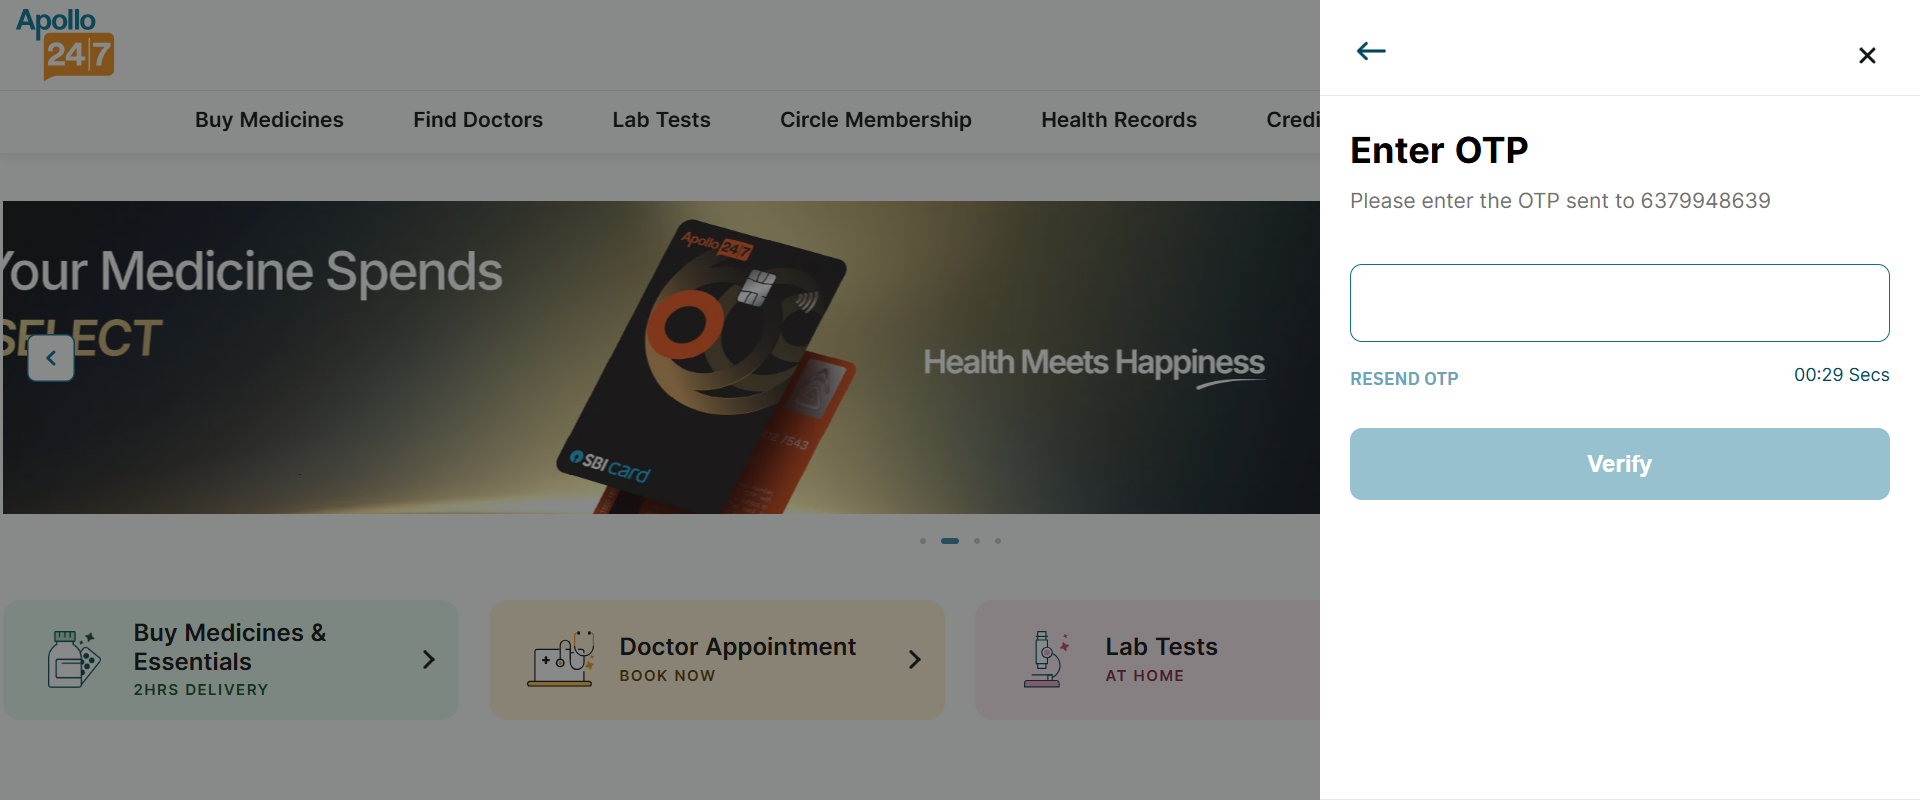 Apollo
24|7
Buy Medicines
Find Doctors
Lab Tests
Circle Membership
Health Records
Credi
Your Medicine Spends
SELECT
Apollo 24|7
SBI card
7543
Health Meets Happiness
Buy Medicines &
Essentials
2HRS DELIVERY
Doctor Appointment
BOOK NOW
Lab Tests
AT HOME
Enter OTP
Please enter the OTP sent to 6379948639
RESEND OTP
00:29 Secs
Verify